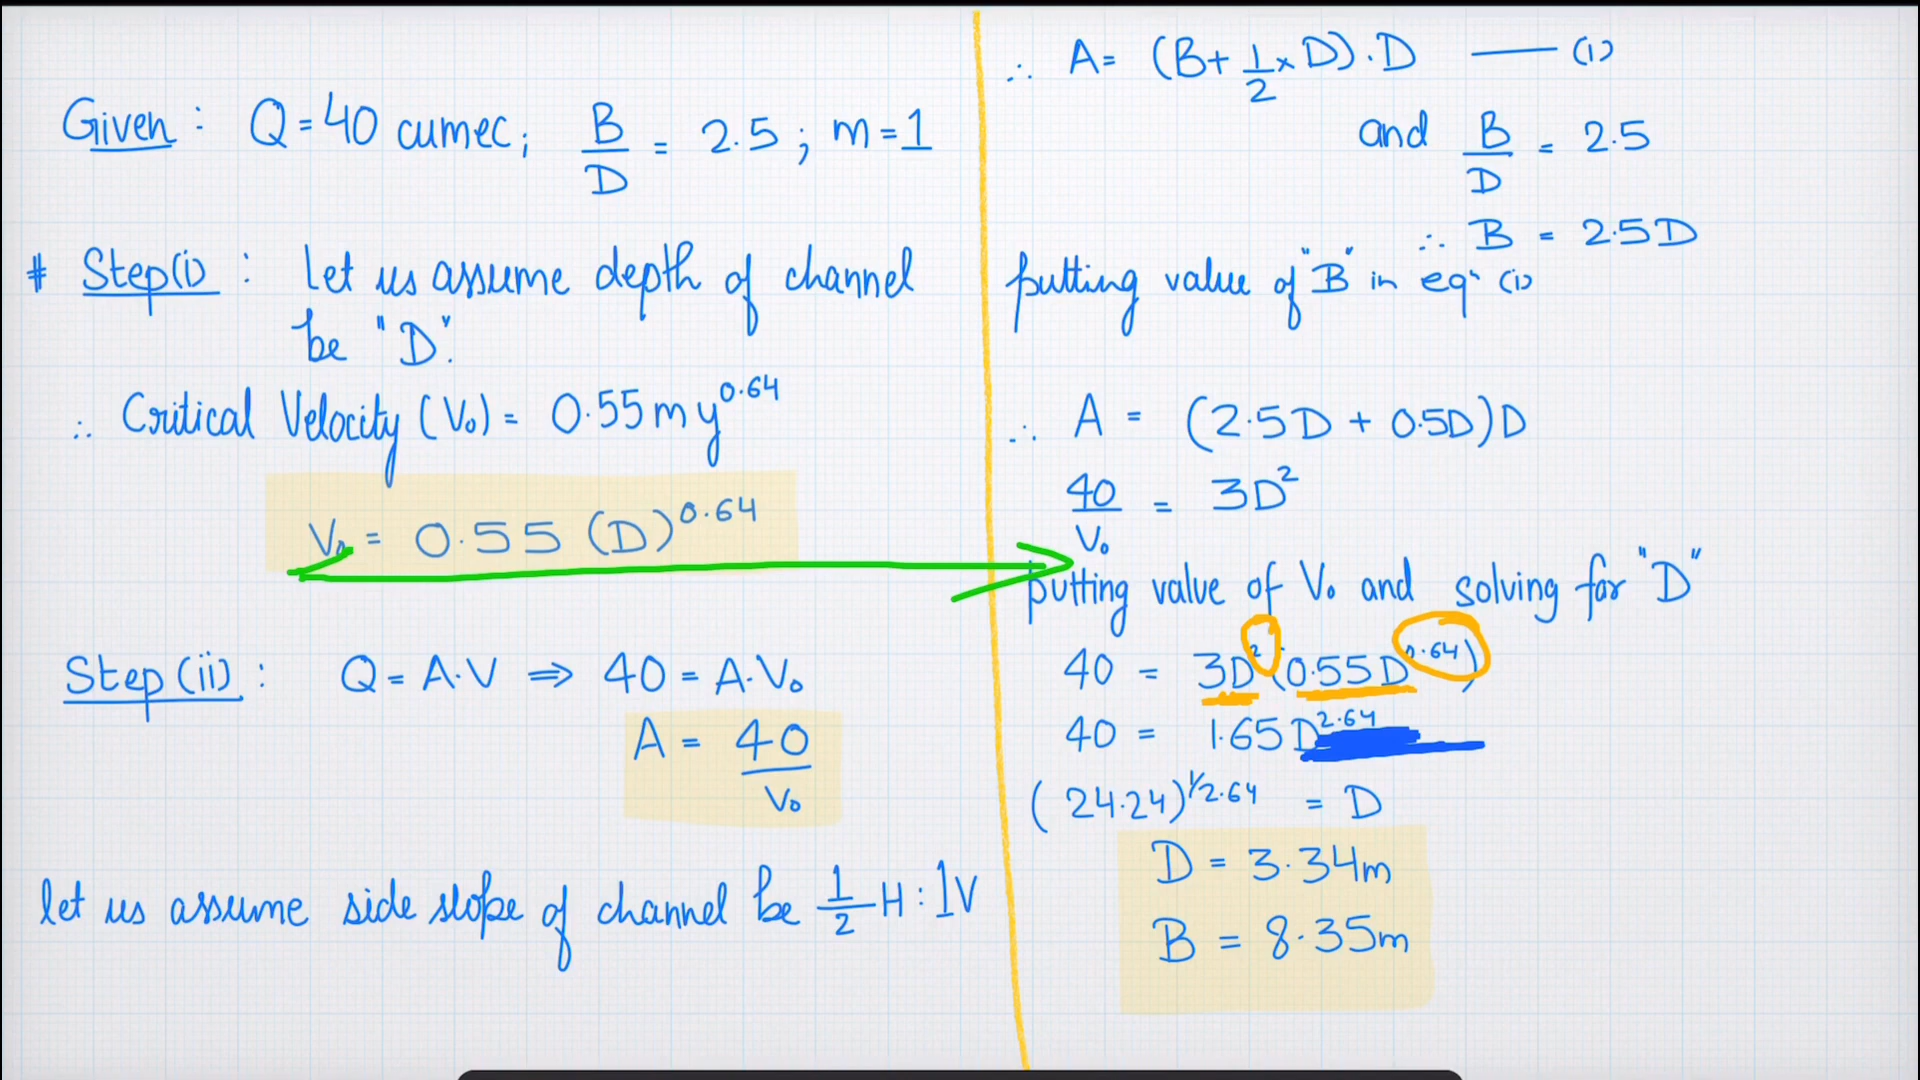 Given : Q = 40 cumec; B/D = 2.5 ; m = 1
# Step(i) : let us assume depth of channel
be "D".
∴ Critical Velocity (V₀) = 0.55 m y^0.64
V₀ = 0.55 (D)^0.64
Step (ii) : Q = A.V ⇒ 40 = A.V₀
A = 40/V₀
let us assume side slope of channel be 1/2 H : 1V
∴ A = (B + 1/2 × D).D —— (1)
and B/D = 2.5
∴ B = 2.5D
putting value of "B" in eqⁿ (1)
∴ A = (2.5D + 0.5D)D
40/V₀ = 3D²
putting value of V₀ and solving for "D"
40 = 3D² (0.55D^0.64)
40 = 1.65D^2.64
(24.24)^1/2.64 = D
D = 3.34m
B = 8.35m